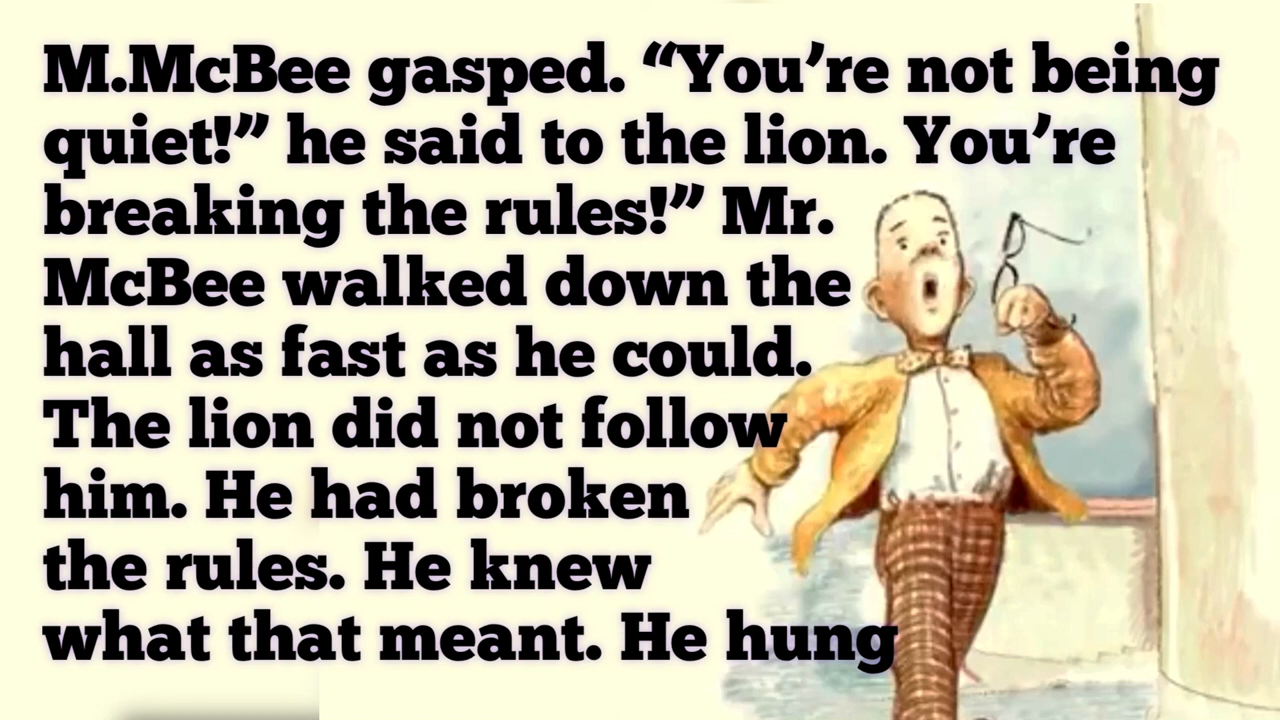 M.McBee gasped. “You’re not being
quiet!” he said to the lion. You’re
breaking the rules!” Mr.
McBee walked down the
hall as fast as he could.
The lion did not follow
him. He had broken
the rules. He knew
what that meant. He hung